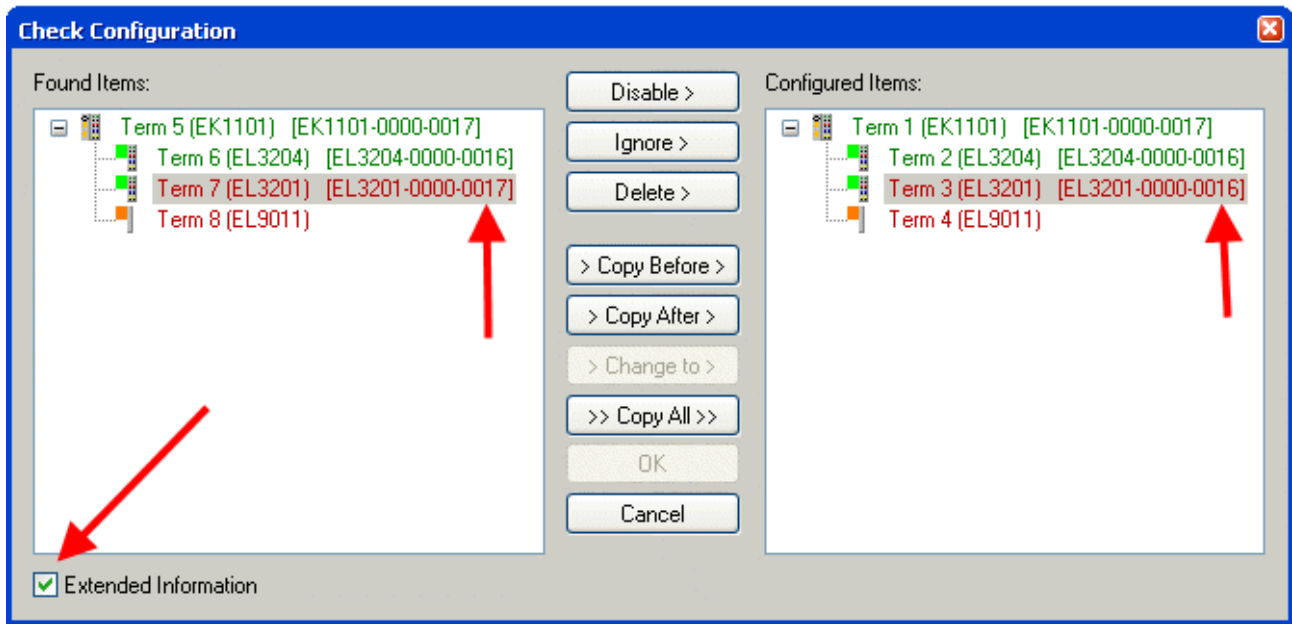 Check Configuration
Found Items:
Term 5 (EK1101) [EK1101-0000-0017]
Term 6 (EL3204) [EL3204-0000-0016]
Term 7 (EL3201) [EL3201-0000-0017]
Term 8 (EL9011)
Extended Information
Disable >
Ignore >
Delete >
> Copy Before >
> Copy After >
> Change to >
>> Copy All >>
OK
Cancel
Configured Items:
Term 1 (EK1101) [EK1101-0000-0017]
Term 2 (EL3204) [EL3204-0000-0016]
Term 3 (EL3201) [EL3201-0000-0016]
Term 4 (EL9011)